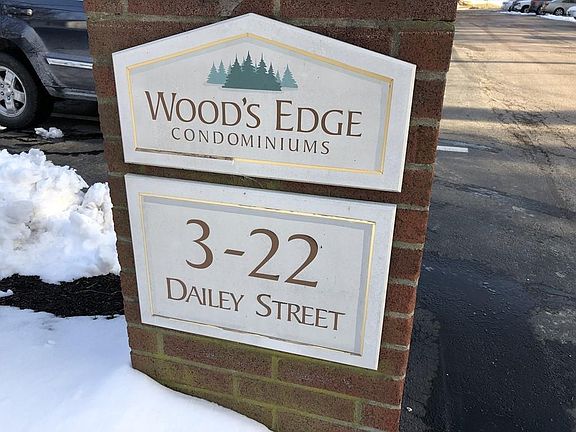 WOOD'S EDGE
CONDOMINIUMS
3-22
DAILEY STREET